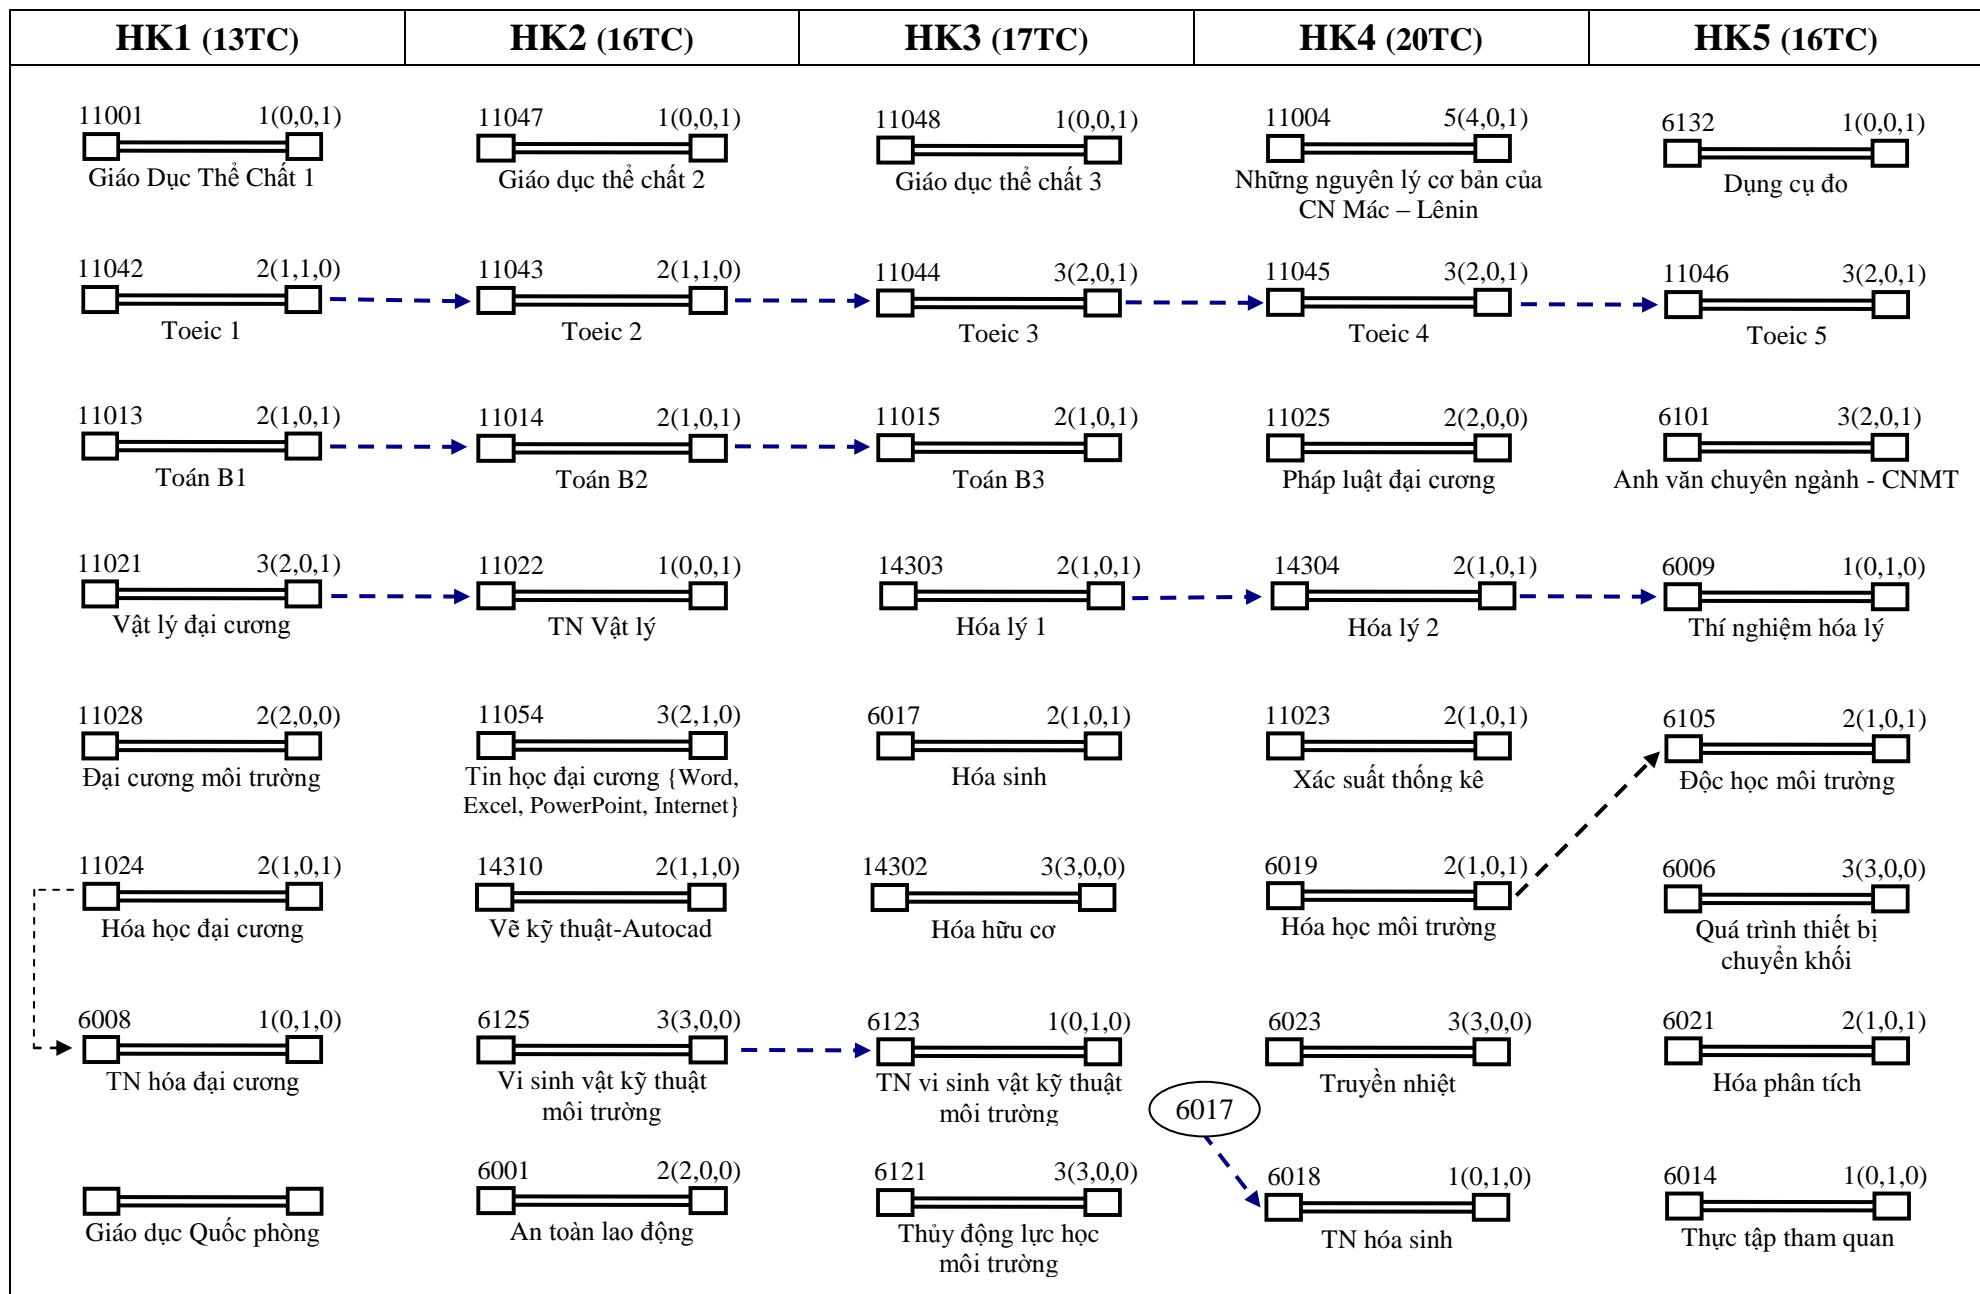 HK1 (13TC) HK2 (16TC) HK3 (17TC) HK4 (20TC) HK5 (16TC)
11001 1(0,0,1)
Giáo Dục Thể Chất 1
11047 1(0,0,1)
Giáo dục thể chất 2
11048 1(0,0,1)
Giáo dục thể chất 3
11004 5(4,0,1)
Những nguyên lý cơ bản của
CN Mác – Lênin
6132 1(0,0,1)
Dụng cụ đo
11042 2(1,1,0)
Toeic 1
11043 2(1,1,0)
Toeic 2
11044 3(2,0,1)
Toeic 3
11045 3(2,0,1)
Toeic 4
11046 3(2,0,1)
Toeic 5
11013 2(1,0,1)
Toán B1
11014 2(1,0,1)
Toán B2
11015 2(1,0,1)
Toán B3
11025 2(2,0,0)
Pháp luật đại cương
6101 3(2,0,1)
Anh văn chuyên ngành - CNMT
11021 3(2,0,1)
Vật lý đại cương
11022 1(0,0,1)
TN Vật lý
14303 2(1,0,1)
Hóa lý 1
14304 2(1,0,1)
Hóa lý 2
6009 1(0,1,0)
Thí nghiệm hóa lý
11028 2(2,0,0)
Đại cương môi trường
11054 3(2,1,0)
Tin học đại cương {Word,
Excel, PowerPoint, Internet}
6017 2(1,0,1)
Hóa sinh
11023 2(1,0,1)
Xác suất thống kê
6105 2(1,0,1)
Độc học môi trường
11024 2(1,0,1)
Hóa học đại cương
14310 2(1,1,0)
Vẽ kỹ thuật-Autocad
14302 3(3,0,0)
Hóa hữu cơ
6019 2(1,0,1)
Hóa học môi trường
6006 3(3,0,0)
Quá trình thiết bị
chuyển khối
6008 1(0,1,0)
TN hóa đại cương
6125 3(3,0,0)
Vi sinh vật kỹ thuật
môi trường
6123 1(0,1,0)
TN vi sinh vật kỹ thuật
môi trường
6023 3(3,0,0)
Truyền nhiệt
6021 2(1,0,1)
Hóa phân tích
6017
Giáo dục Quốc phòng
6001 2(2,0,0)
An toàn lao động
6121 3(3,0,0)
Thủy động lực học
môi trường
6018 1(0,1,0)
TN hóa sinh
6014 1(0,1,0)
Thực tập tham quan